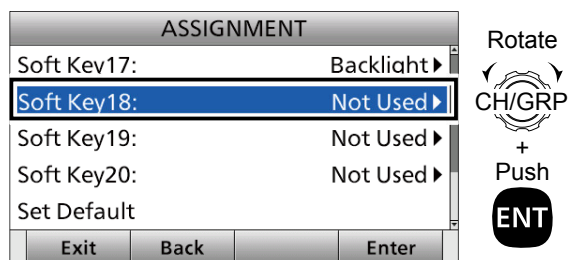 ASSIGNMENT
Soft Key17: Backlight
Soft Key18: Not Used
Soft Key19: Not Used
Soft Key20: Not Used
Set Default
Exit Back Enter
Rotate
CH/GRP
+
Push
ENT